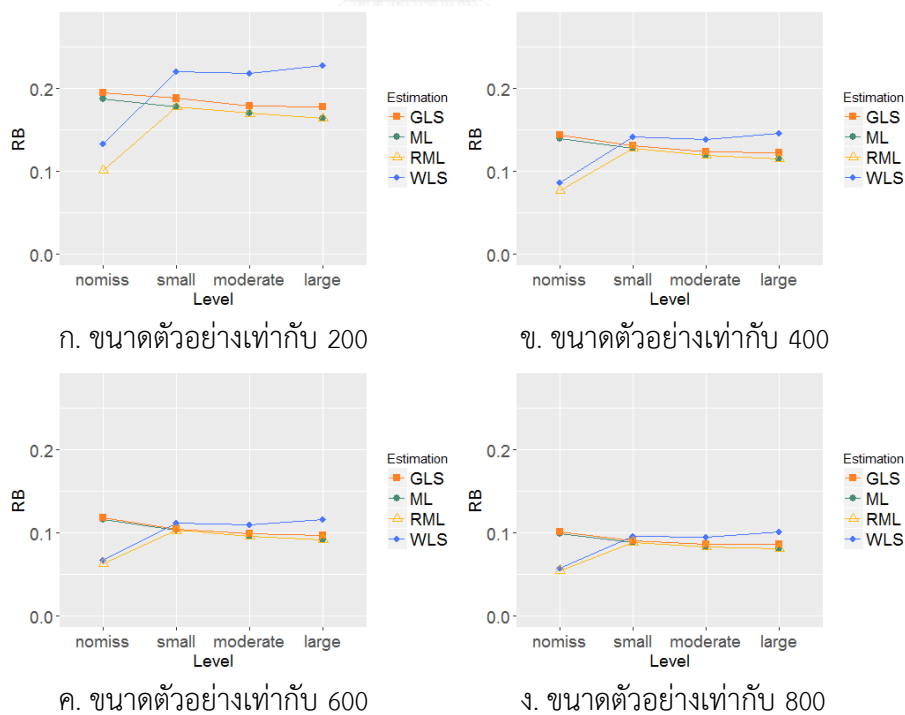 0.2
0.1
0.0
RB
nomiss small moderate large
Level
Estimation
GLS
ML
RML
WLS
ก. ขนาดตัวอย่างเท่ากับ 200
0.2
0.1
0.0
RB
nomiss small moderate large
Level
Estimation
GLS
ML
RML
WLS
ข. ขนาดตัวอย่างเท่ากับ 400
0.2
0.1
0.0
RB
nomiss small moderate large
Level
Estimation
GLS
ML
RML
WLS
ค. ขนาดตัวอย่างเท่ากับ 600
0.2
0.1
0.0
RB
nomiss small moderate large
Level
Estimation
GLS
ML
RML
WLS
ง. ขนาดตัวอย่างเท่ากับ 800